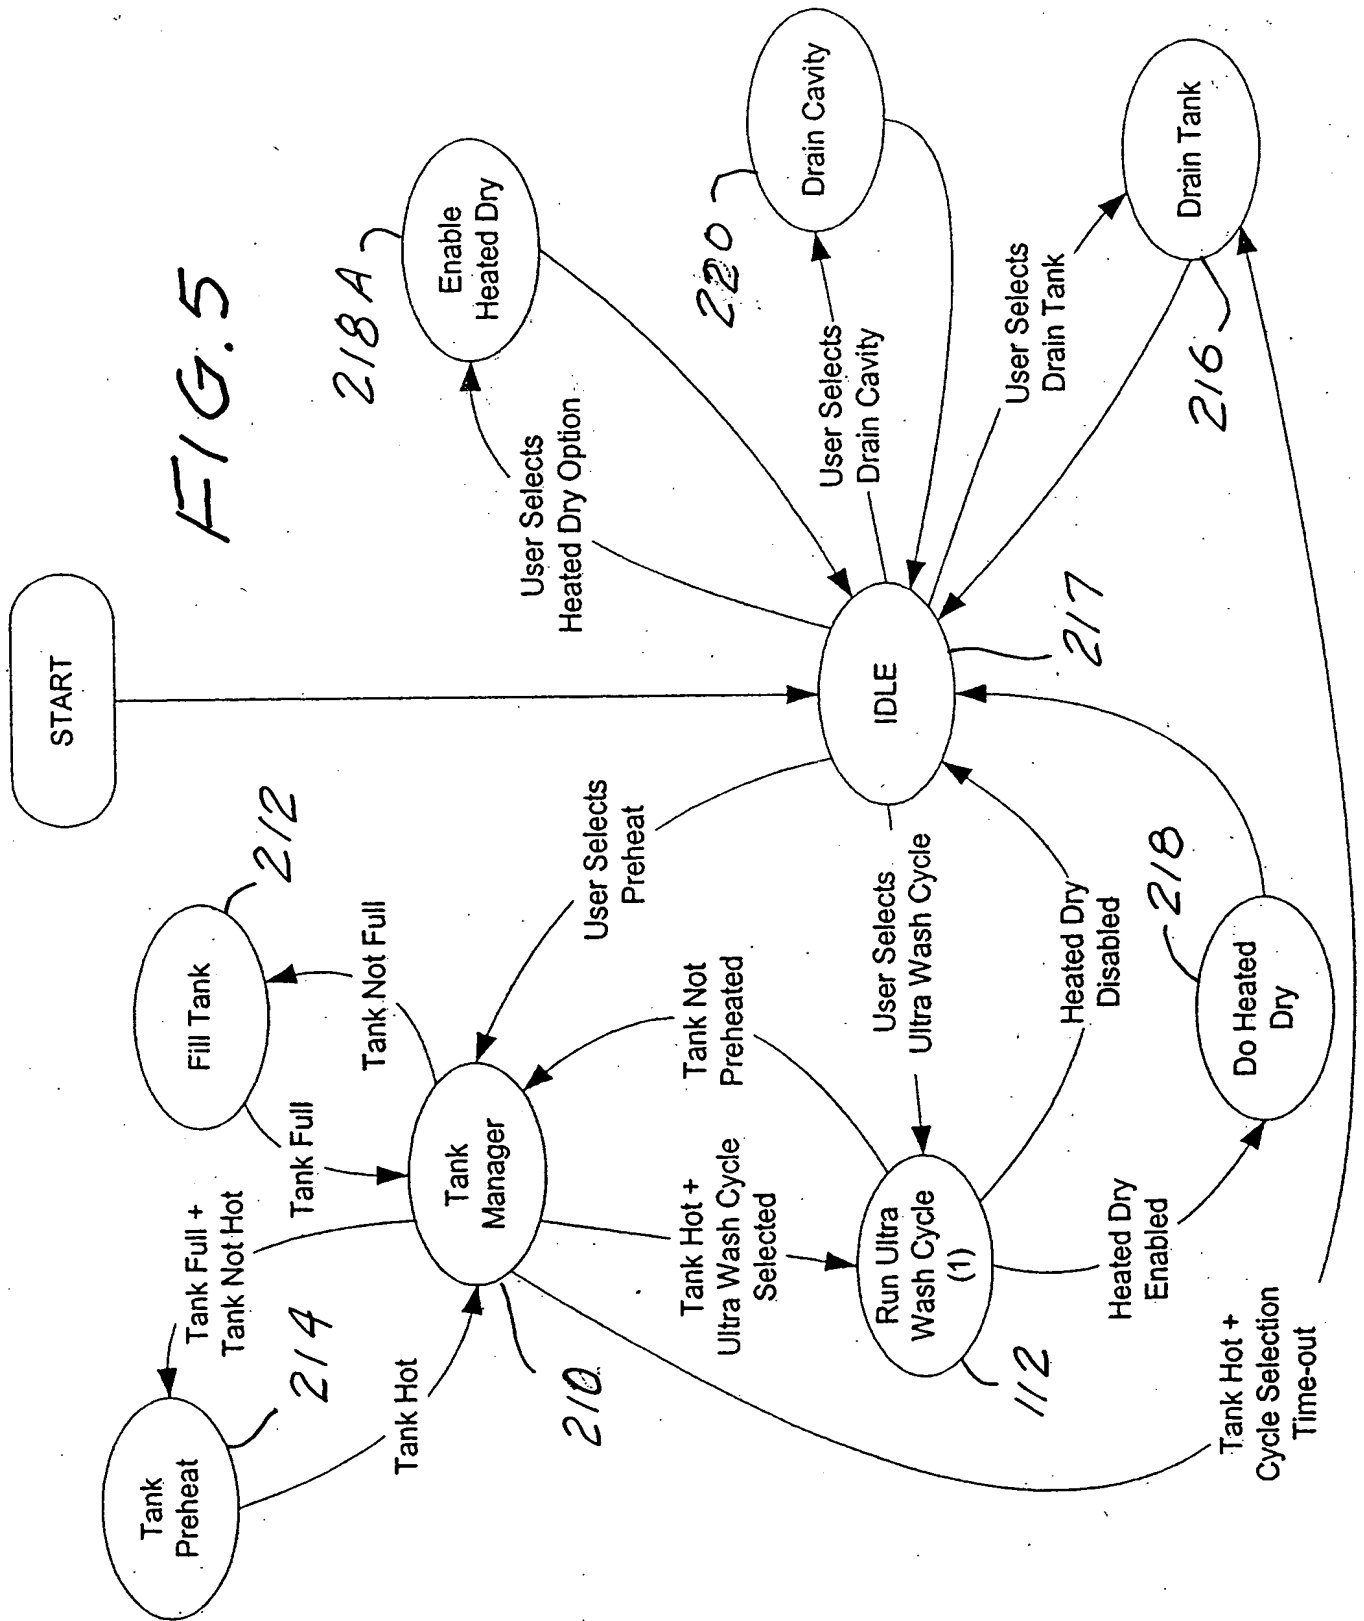 FIG. 5
START
Tank
Preheat
214
Tank Full +
Tank Not Hot
Tank Hot
Fill Tank
212
Tank Full
Tank Not Full
Tank
Manager
210
User Selects
Preheat
Tank Not
Preheated
Tank Hot +
Ultra Wash Cycle
Selected
Run Ultra
Wash Cycle
(1)
112
User Selects
Ultra Wash Cycle
Heated Dry
Disabled
Heated Dry
Enabled
Do Heated
Dry
218
Tank Hot +
Cycle Selection
Time-out
IDLE
217
User Selects
Heated Dry Option
Enable
Heated Dry
218A
User Selects
Drain Cavity
Drain Cavity
220
User Selects
Drain Tank
Drain Tank
216